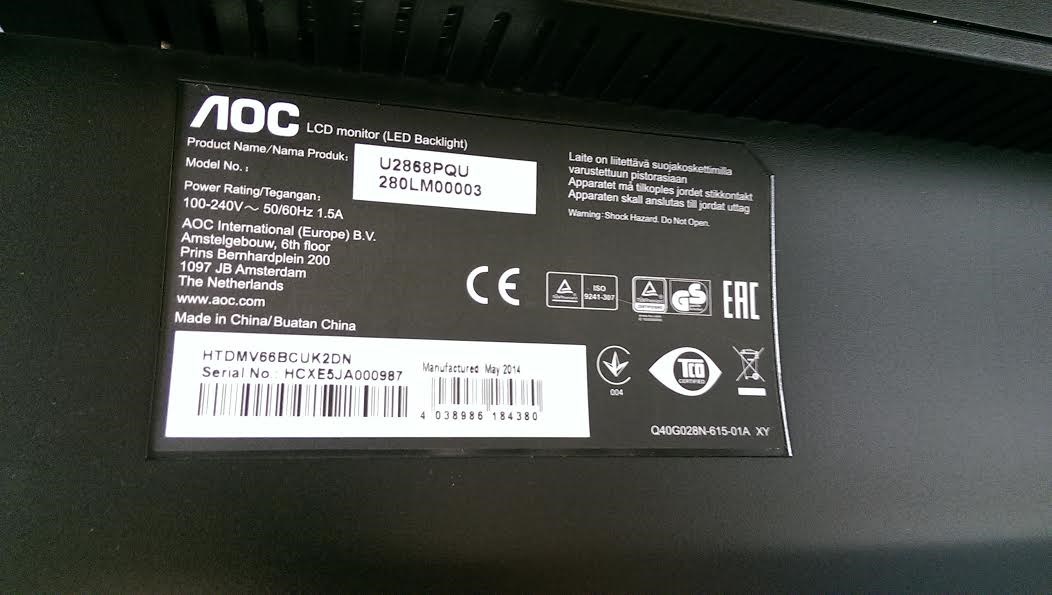 AOC LCD monitor (LED Backlight)
Product Name/Nama Produk: U2868PQU
Model No. : 280LM00003
Power Rating/Tegangan:
100-240V～ 50/60Hz 1.5A
AOC International (Europe) B.V.
Amstelgebouw, 6th floor
Prins Bernhardplein 200
1097 JB Amsterdam
The Netherlands
www.aoc.com
Made in China/Buatan China
Laite on liitettävä suojakoskettimilla
varustettuun pistorasiaan
Apparatet må tilkoples jordet stikkontakt
Apparaten skall anslutas till jordat uttag
Warning: Shock Hazard. Do Not Open.
CE
ISO
9241-307
GS
EAC
HTDMV66BCUK2DN
Serial No.: HCXE5JA000987
Manufactured May 2014
4 038986 184380
004
TCO
CERTIFIED
Q40G028N-615-01A XY